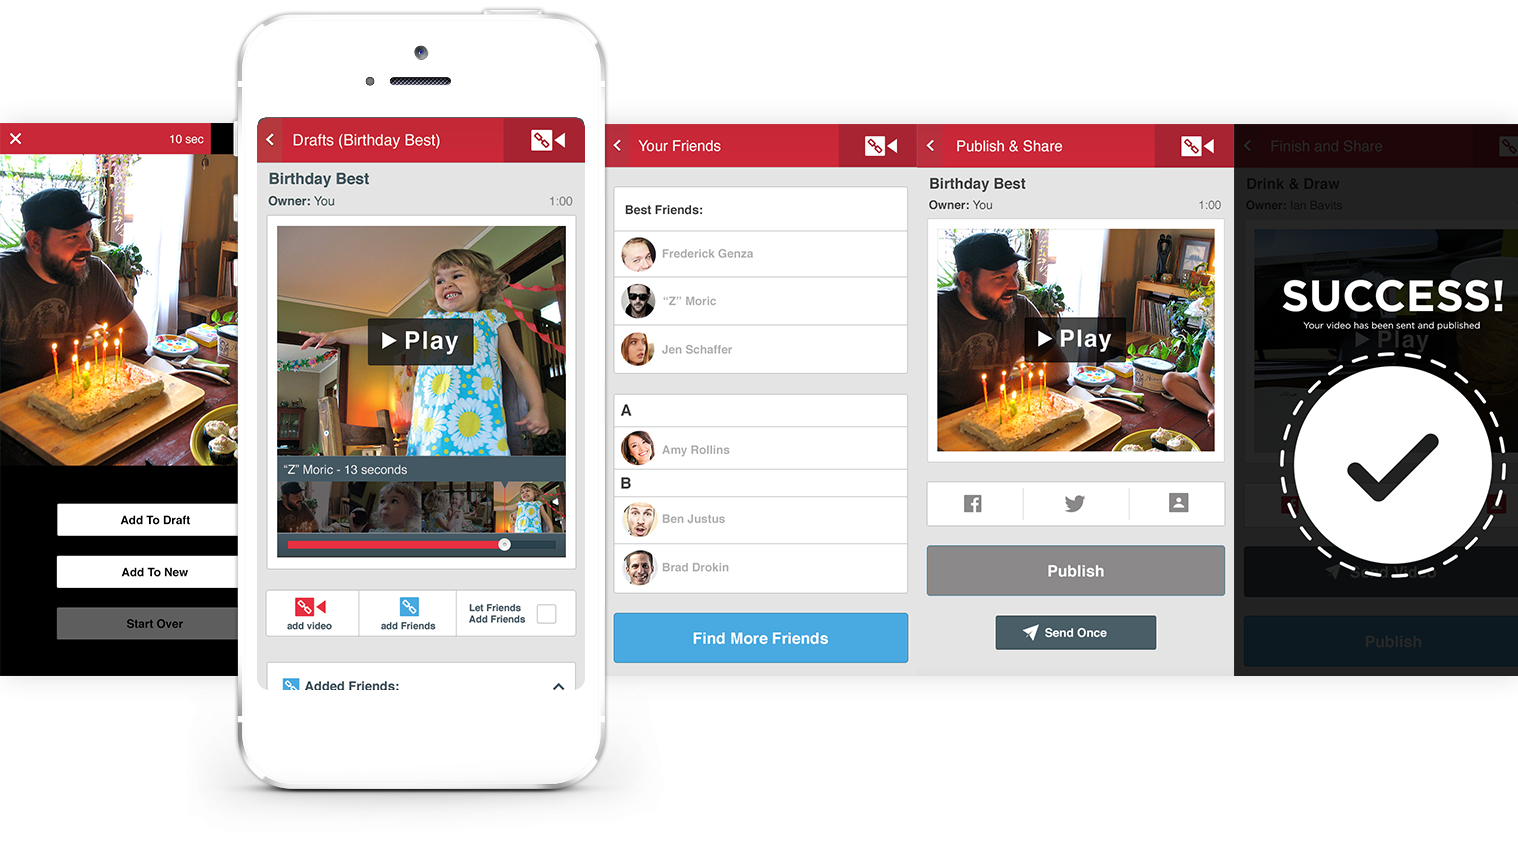 10 sec
Add To Draft
Add To New
Start Over
Drafts (Birthday Best)
Birthday Best
Owner: You
1:00
Play
“Z” Moric - 13 seconds
add video
add Friends
Let Friends
Add Friends
Added Friends:
Your Friends
Best Friends:
Frederick Genza
“Z” Moric
Jen Schaffer
A
Amy Rollins
B
Ben Justus
Brad Drokin
Find More Friends
Publish & Share
Birthday Best
Owner: You
1:00
Play
Publish
Send Once
Finish and Share
Drink & Draw
Owner: Ian Bavits
SUCCESS!
Your video has been sent and published
Play
Send Video
Publish